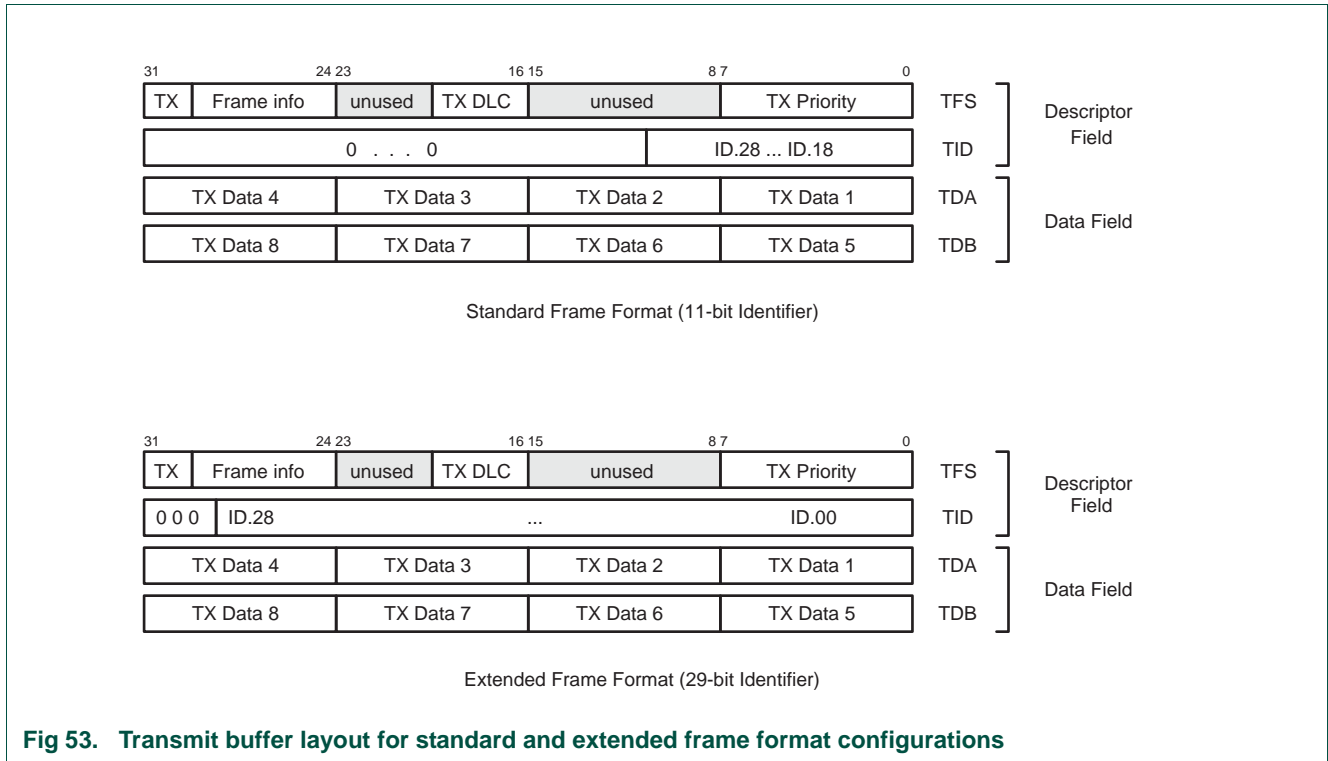 31 24 23 16 15 8 7 0
TX Frame info unused TX DLC unused TX Priority TFS
0 . . . 0 ID.28 ... ID.18 TID
Descriptor
Field
TX Data 4 TX Data 3 TX Data 2 TX Data 1 TDA
TX Data 8 TX Data 7 TX Data 6 TX Data 5 TDB
Data Field
Standard Frame Format (11-bit Identifier)
31 24 23 16 15 8 7 0
TX Frame info unused TX DLC unused TX Priority TFS
0 0 0 ID.28 ... ID.00 TID
Descriptor
Field
TX Data 4 TX Data 3 TX Data 2 TX Data 1 TDA
TX Data 8 TX Data 7 TX Data 6 TX Data 5 TDB
Data Field
Extended Frame Format (29-bit Identifier)
Fig 53. Transmit buffer layout for standard and extended frame format configurations